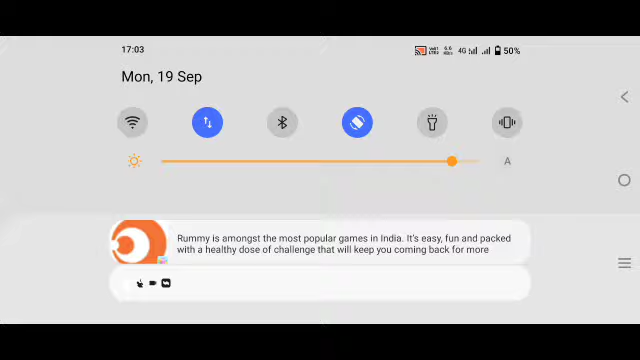 17:03
4G
50%
Mon, 19 Sep
A
Rummy is amongst the most popular games in India. It's easy, fun and packed
with a healthy dose of challenge that will keep you coming back for more